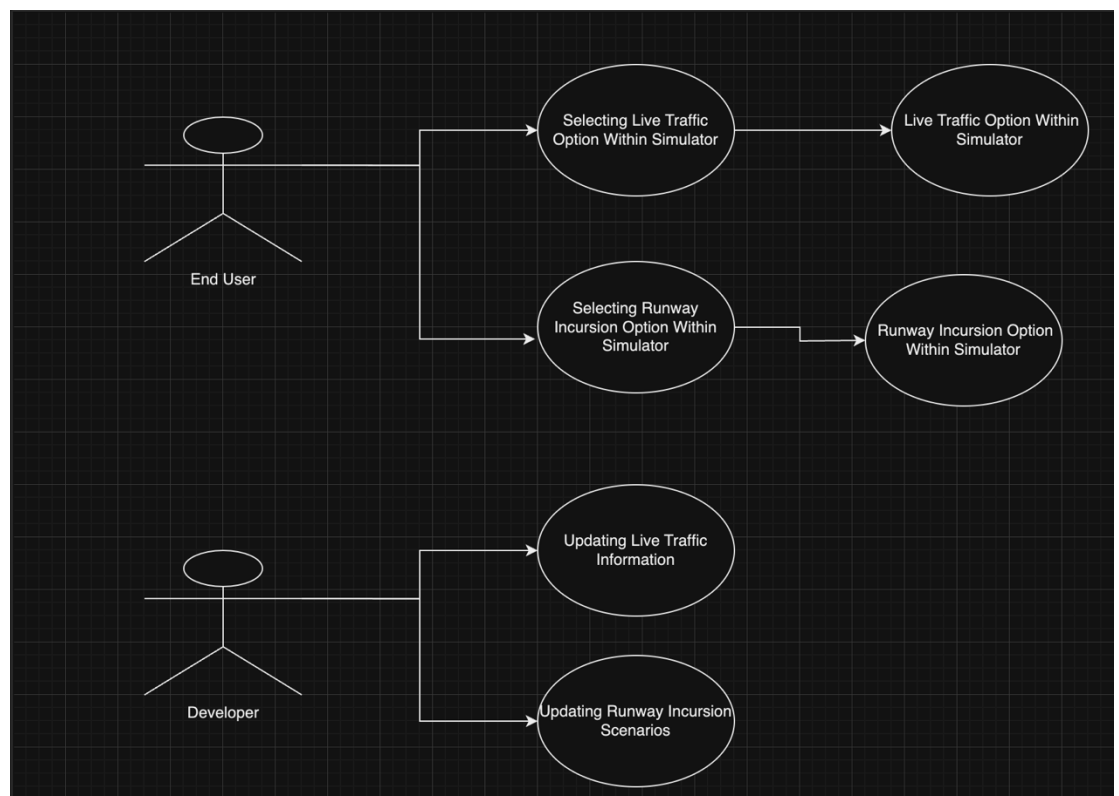 Selecting Live Traffic
Option Within Simulator
Live Traffic Option Within
Simulator
End User
Selecting Runway
Incursion Option Within
Simulator
Runway Incursion Option
Within Simulator
Updating Live Traffic
Information
Developer
Updating Runway Incursion
Scenarios